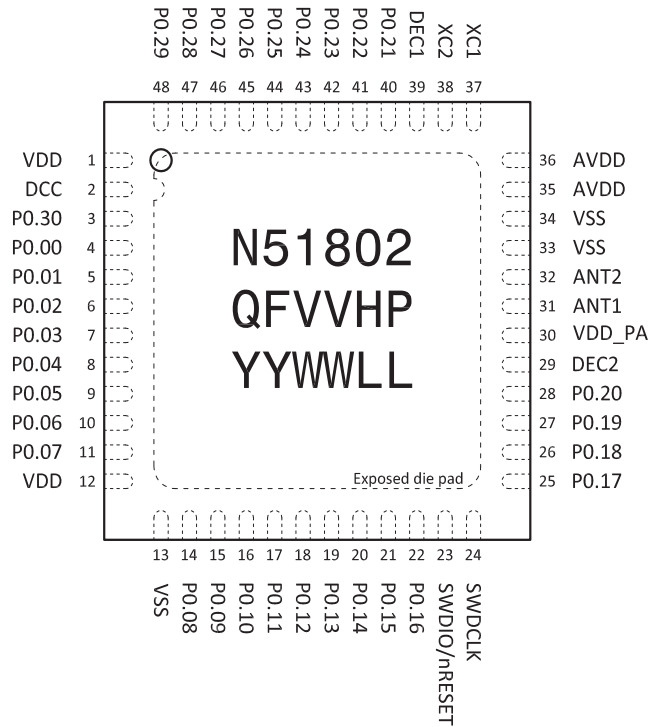 P0.29 P0.28 P0.27 P0.26 P0.25 P0.24 P0.23 P0.22 P0.21 DEC1 XC2 XC1
48 47 46 45 44 43 42 41 40 39 38 37
VDD 1
DCC 2
P0.30 3
P0.00 4
P0.01 5
P0.02 6
P0.03 7
P0.04 8
P0.05 9
P0.06 10
P0.07 11
VDD 12
N51802
QFVVHP
YYWWLL
Exposed die pad
36 AVDD
35 AVDD
34 VSS
33 VSS
32 ANT2
31 ANT1
30 VDD_PA
29 DEC2
28 P0.20
27 P0.19
26 P0.18
25 P0.17
13 14 15 16 17 18 19 20 21 22 23 24
VSS P0.08 P0.09 P0.10 P0.11 P0.12 P0.13 P0.14 P0.15 P0.16 SWDIO/nRESET SWDCLK